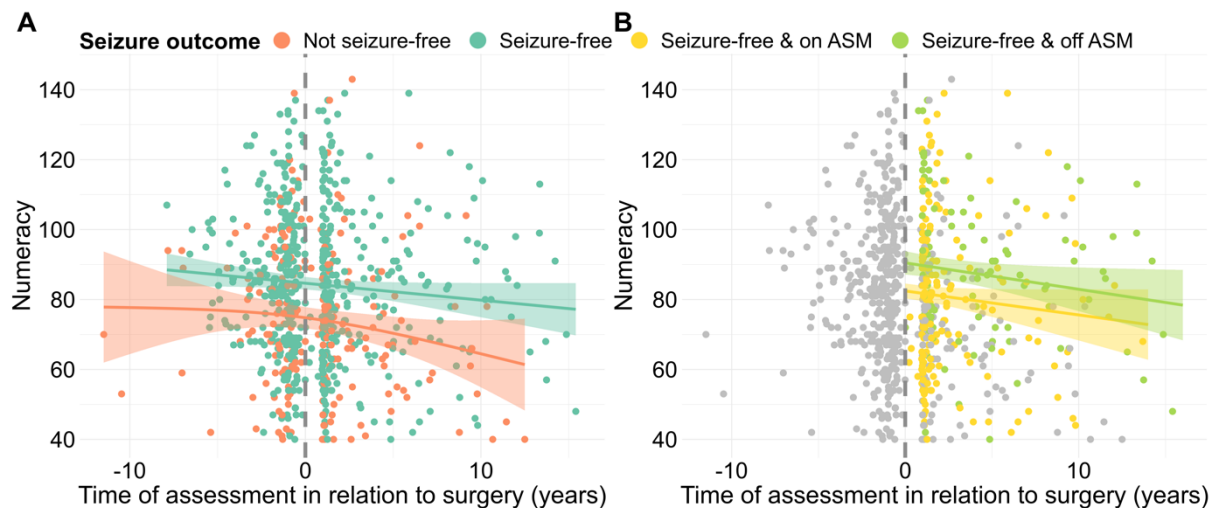 A
B
Seizure outcome Not seizure-free Seizure-free Seizure-free & on ASM Seizure-free & off ASM
140
120
100
80
60
40
Numeracy
-10 0 10
Time of assessment in relation to surgery (years)
140
120
100
80
60
40
Numeracy
-10 0 10
Time of assessment in relation to surgery (years)